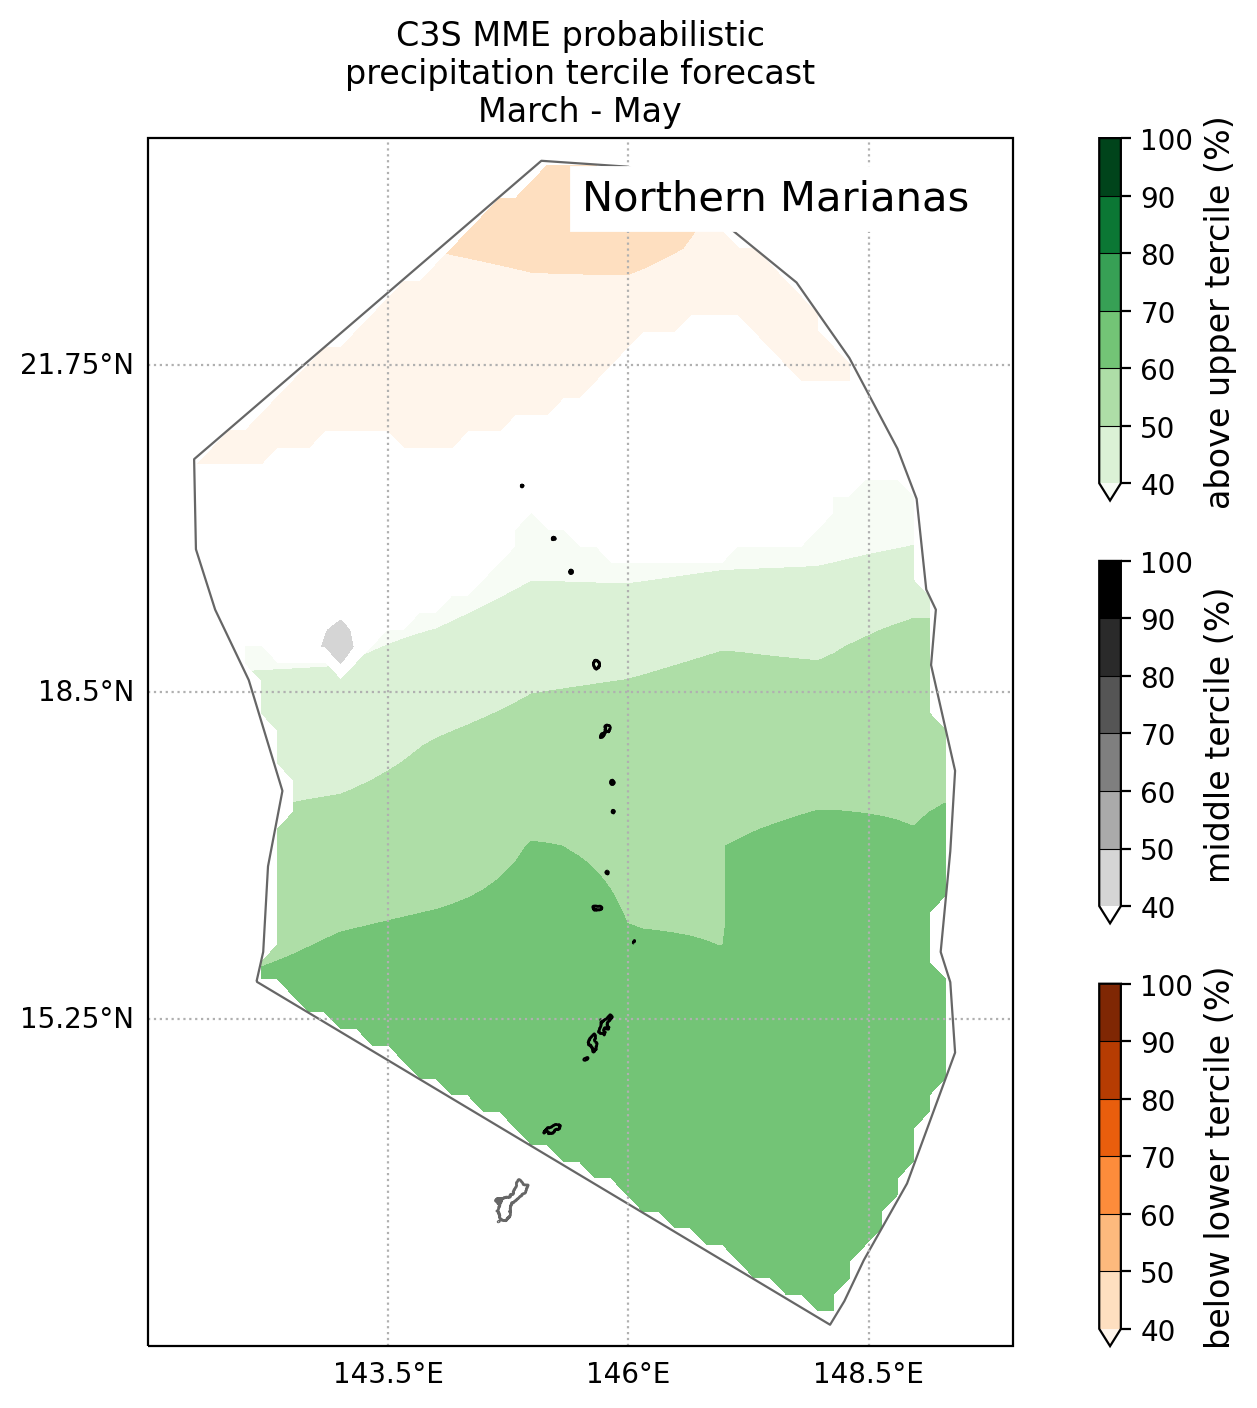 C3S MME probabilistic
precipitation tercile forecast
March - May
Northern Marianas
21.75°N
18.5°N
15.25°N
143.5°E
146°E
148.5°E
100
90
80
70
60
50
40
above upper tercile (%)
100
90
80
70
60
50
40
middle tercile (%)
100
90
80
70
60
50
40
below lower tercile (%)